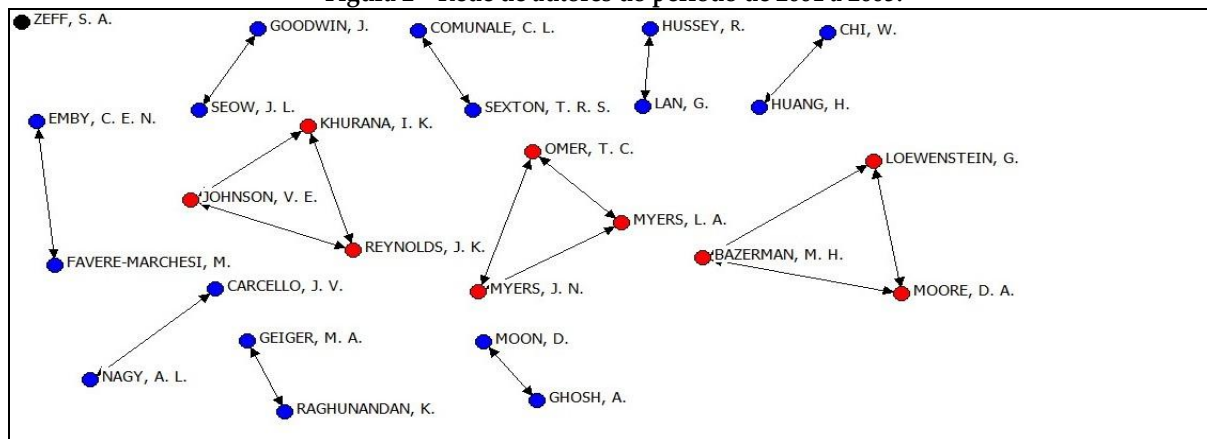 Figura 2 – Rede de autores do período de 2001 a 2005.
ZEFF, S. A.
GOODWIN, J.
COMUNALE, C. L.
HUSSEY, R.
CHI, W.
SEOW, J. L.
SEXTON, T. R. S.
LAN, G.
HUANG, H.
EMBY, C. E. N.
KHURANA, I. K.
OMER, T. C.
LOEWENSTEIN, G.
JOHNSON, V. E.
MYERS, L. A.
REYNOLDS, J. K.
BAZERMAN, M. H.
FAVERE-MARCHESI, M.
CARCELLO, J. V.
MYERS, J. N.
MOORE, D. A.
GEIGER, M. A.
MOON, D.
NAGY, A. L.
RAGHUNANDAN, K.
GHOSH, A.